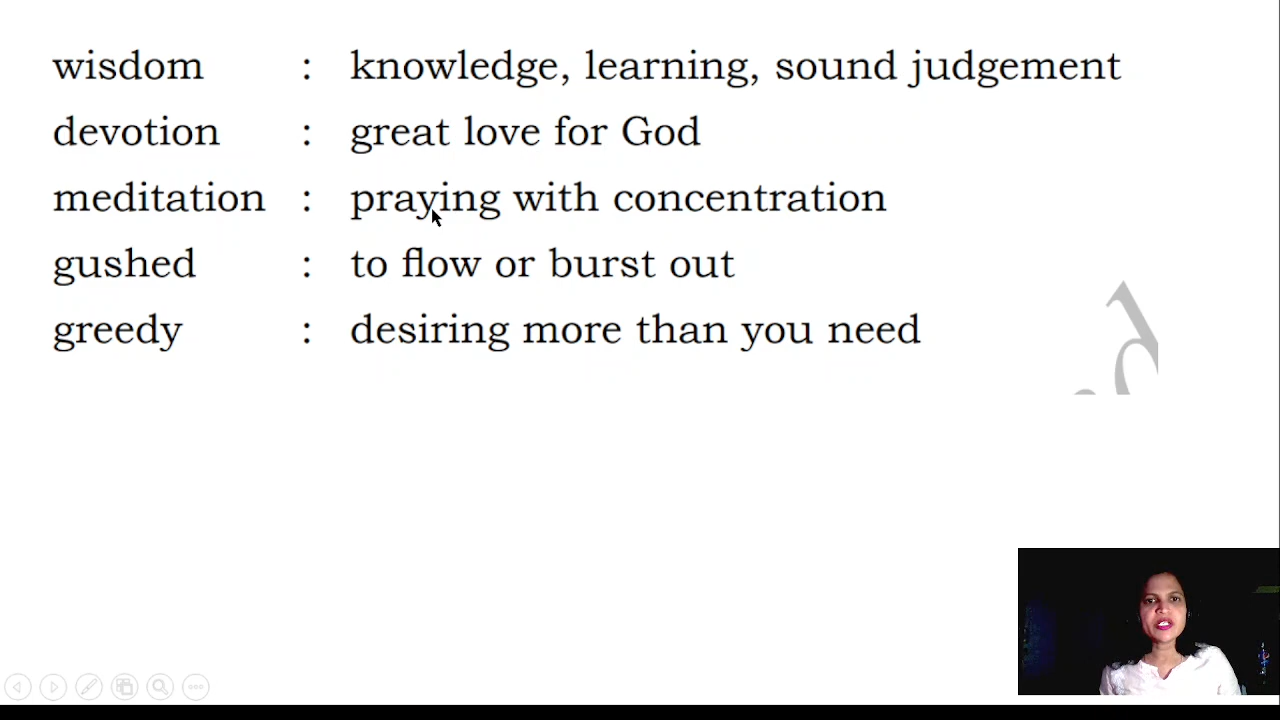 wisdom : knowledge, learning, sound judgement
devotion : great love for God
meditation : praying with concentration
gushed : to flow or burst out
greedy : desiring more than you need